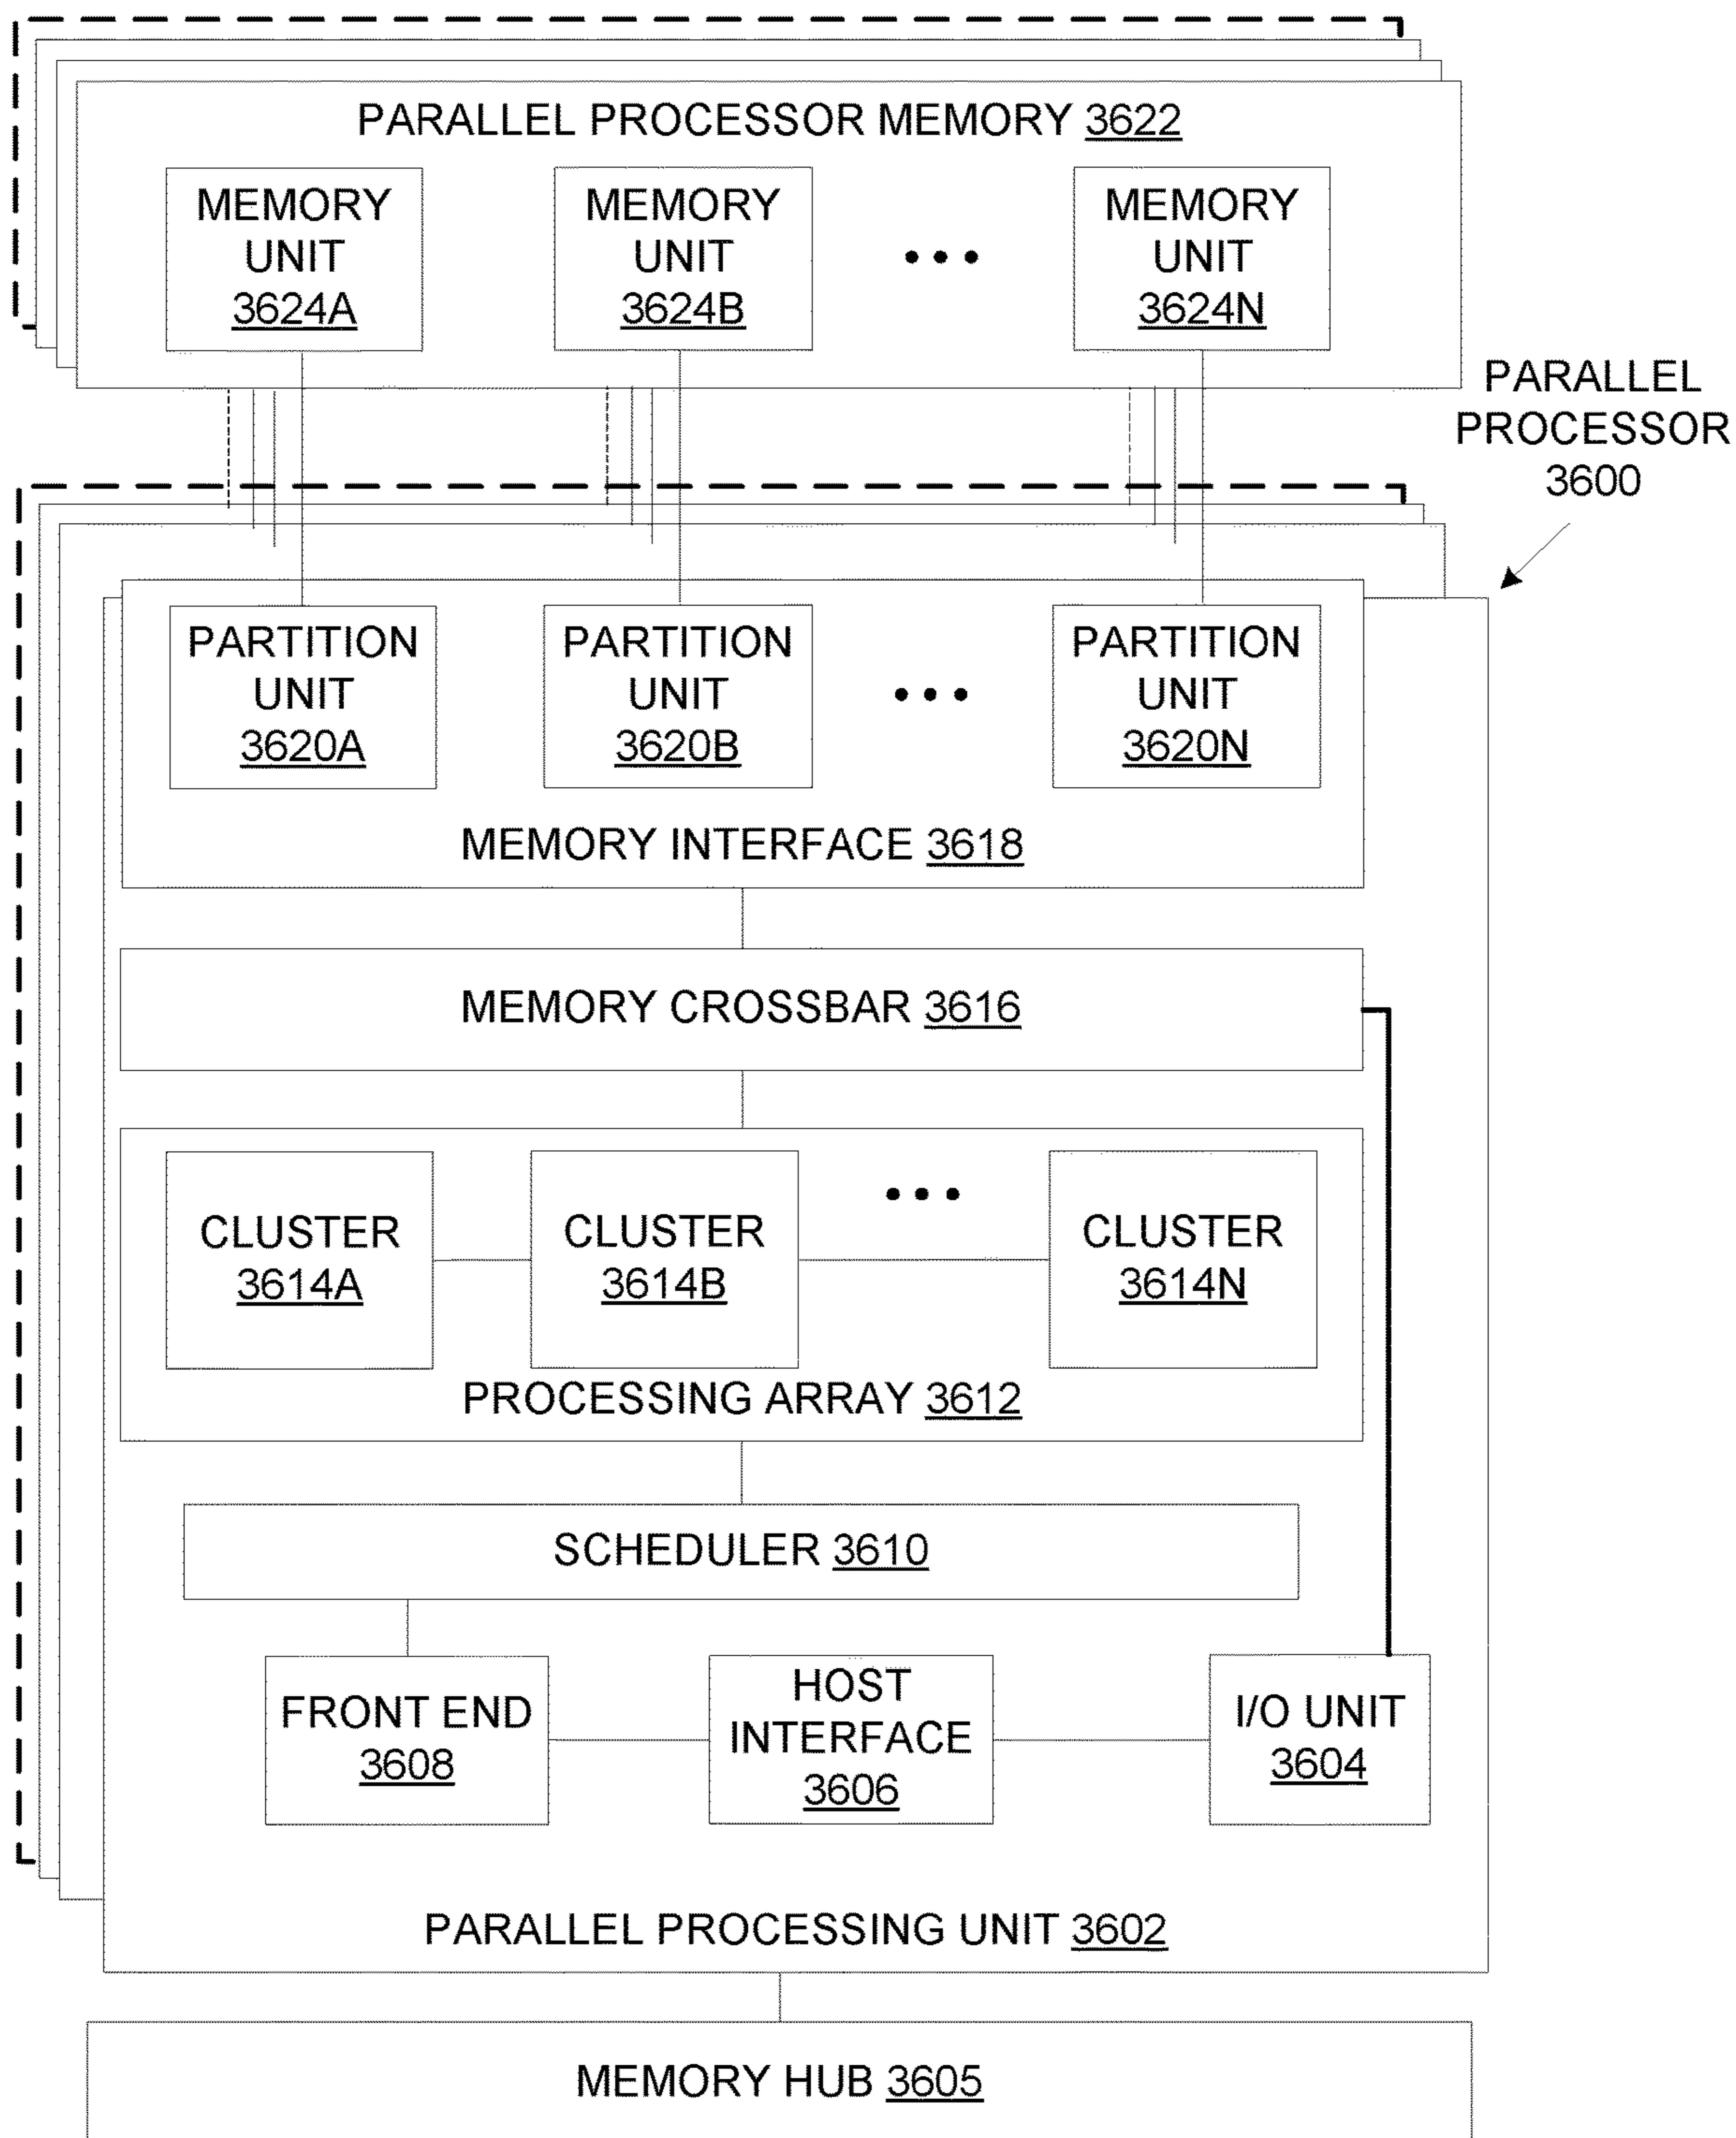 PARALLEL PROCESSOR MEMORY 3622
MEMORY
UNIT
3624A
MEMORY
UNIT
3624B
MEMORY
UNIT
3624N
PARALLEL
PROCESSOR
3600
PARTITION
UNIT
3620A
PARTITION
UNIT
3620B
PARTITION
UNIT
3620N
MEMORY INTERFACE 3618
MEMORY CROSSBAR 3616
CLUSTER
3614A
CLUSTER
3614B
CLUSTER
3614N
PROCESSING ARRAY 3612
SCHEDULER 3610
FRONT END
3608
HOST
INTERFACE
3606
I/O UNIT
3604
PARALLEL PROCESSING UNIT 3602
MEMORY HUB 3605